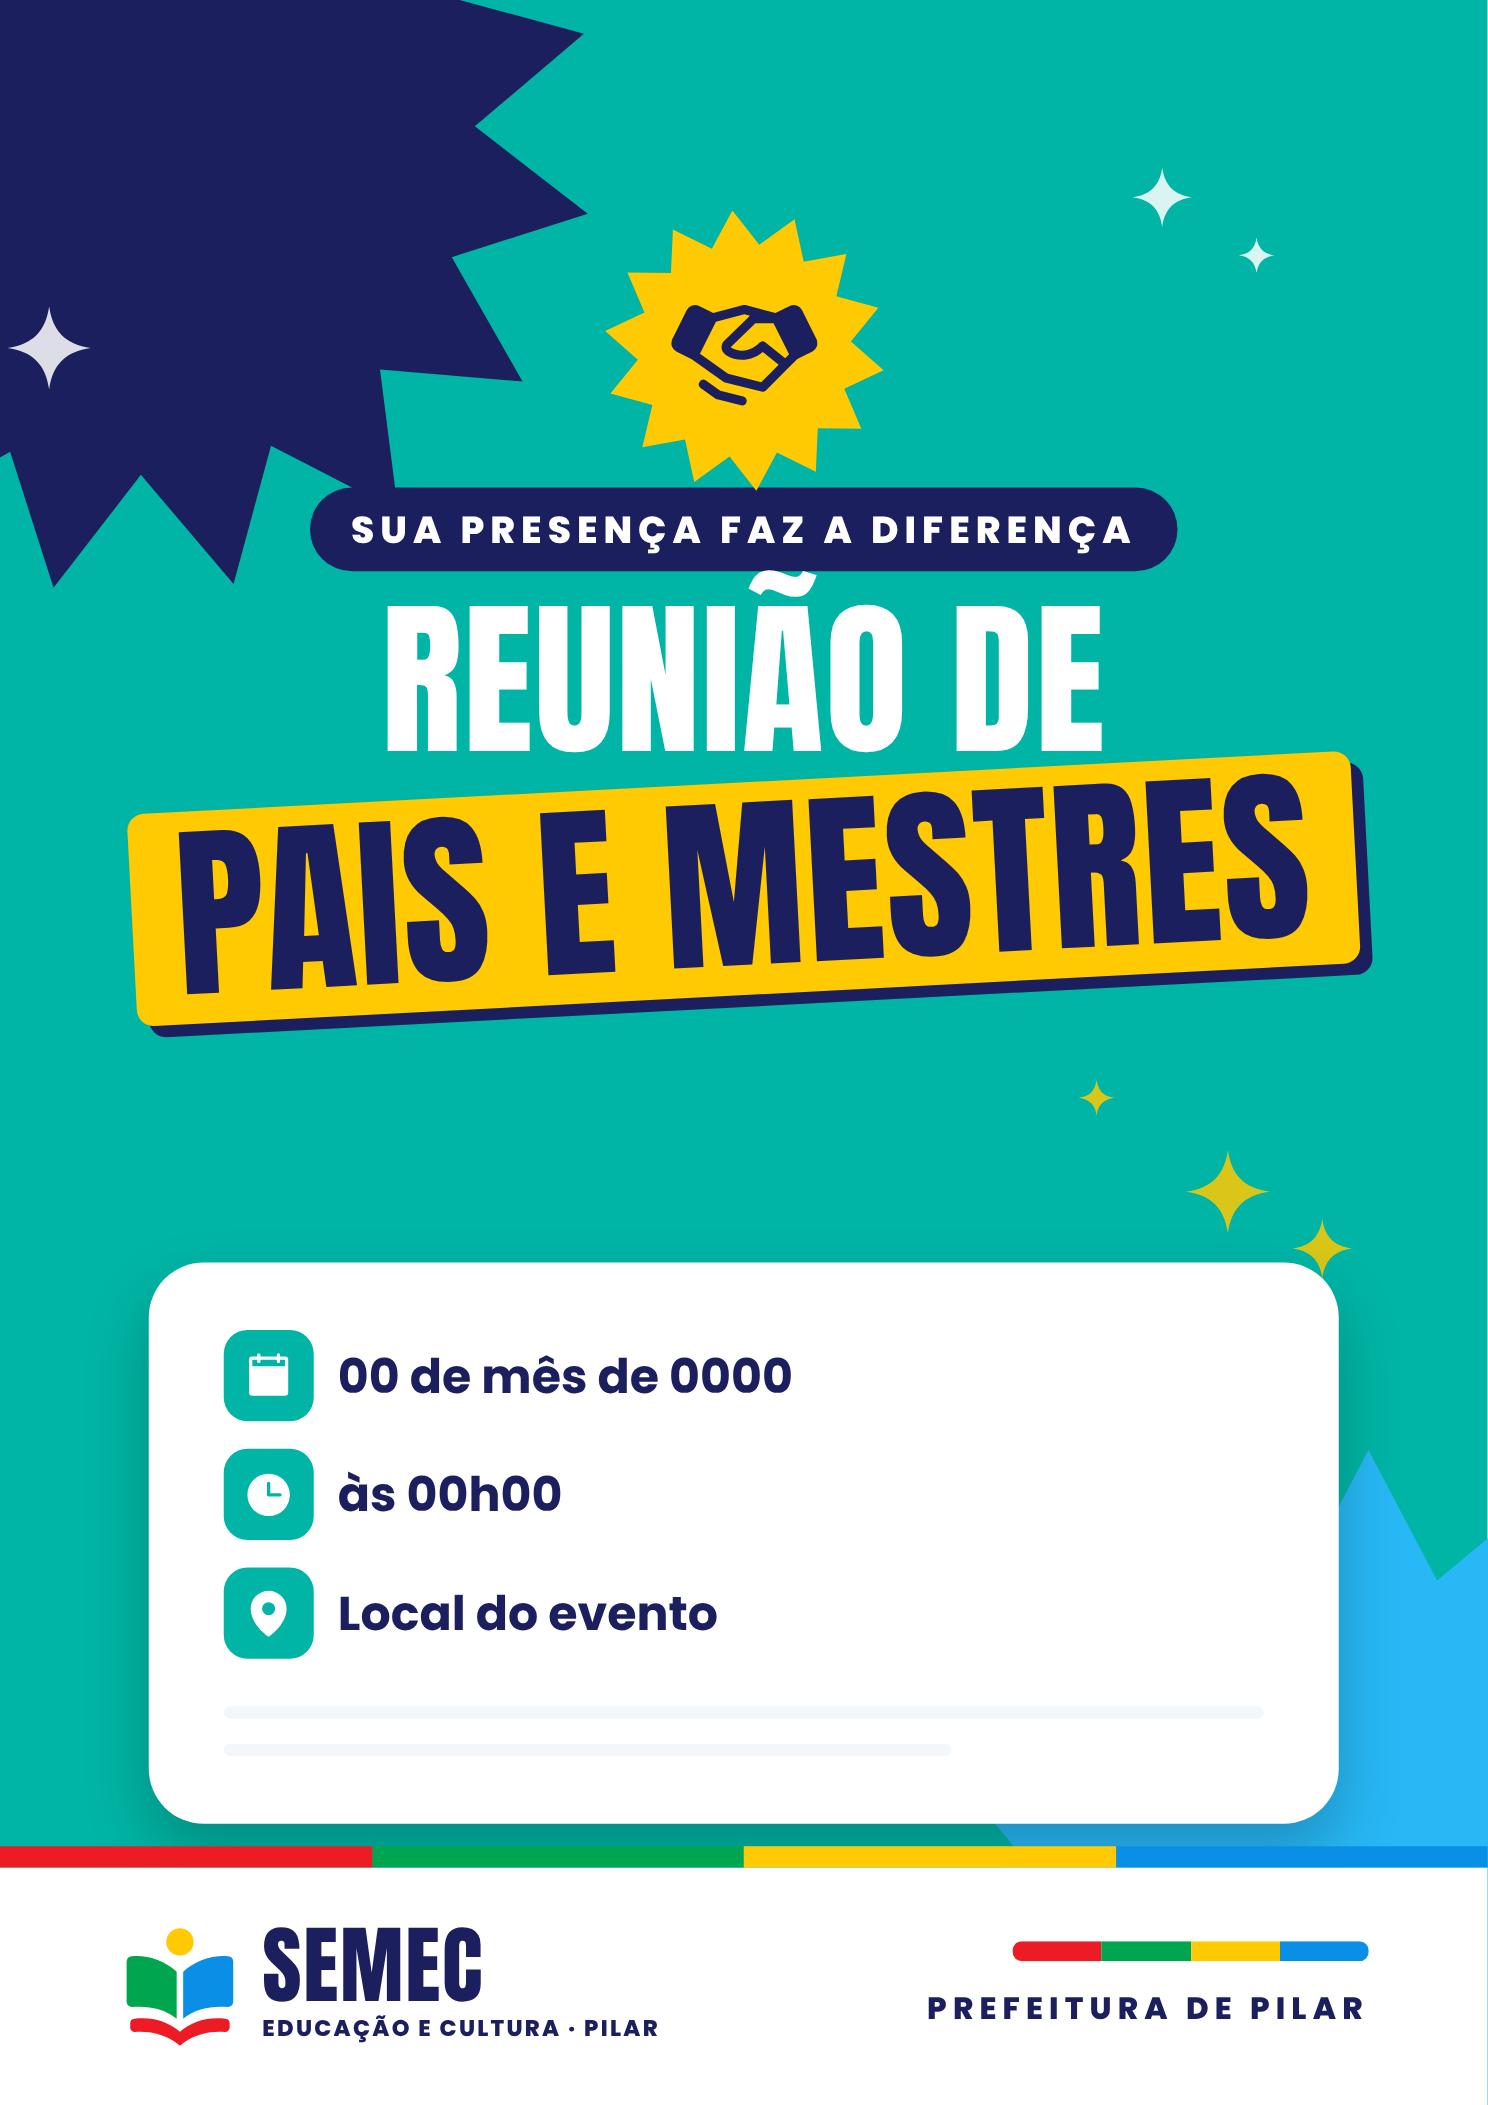 SUA PRESENÇA FAZ A DIFERENÇA
REUNIÃO DE
PAIS E MESTRES
00 de mês de 0000
às 00h00
Local do evento
SEMEC
EDUCAÇÃO E CULTURA · PILAR
PREFEITURA DE PILAR